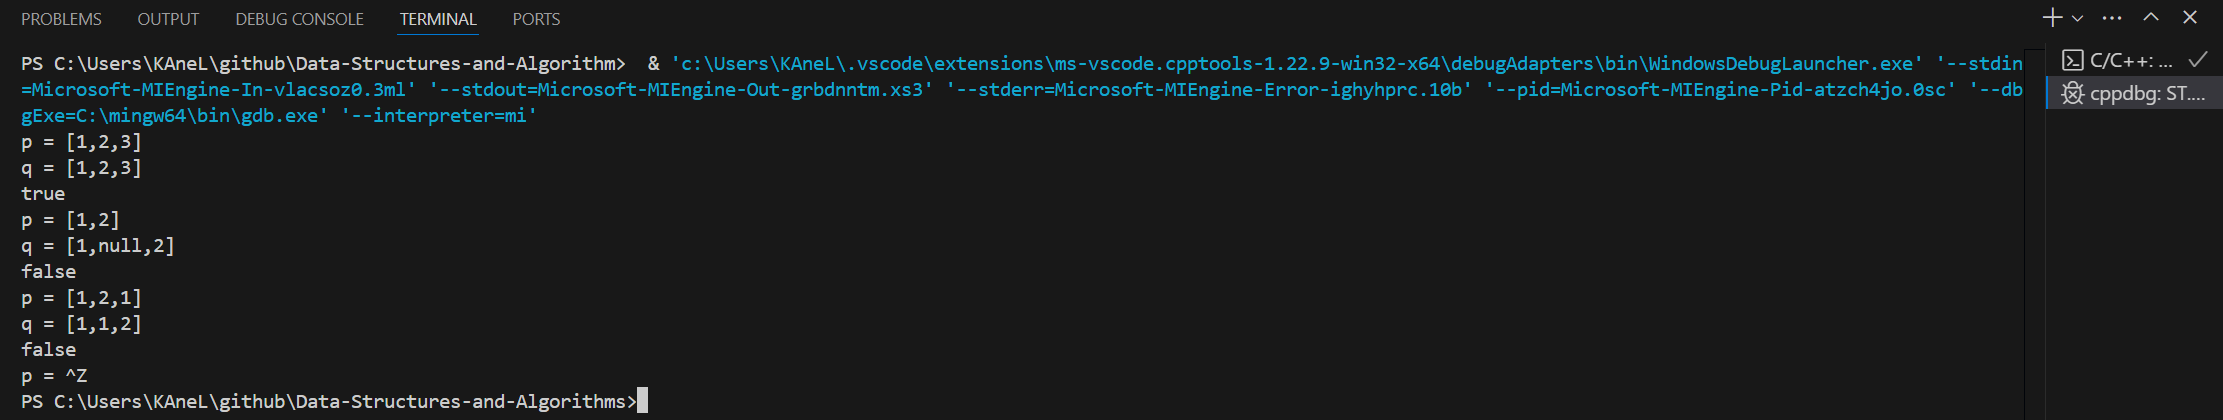 PROBLEMS OUTPUT DEBUG CONSOLE TERMINAL PORTS
PS C:\Users\KAneL\github\Data-Structures-and-Algorithm>  & 'c:\Users\KAneL\.vscode\extensions\ms-vscode.cpptools-1.22.9-win32-x64\debugAdapters\bin\WindowsDebugLauncher.exe' '--stdin
=Microsoft-MIEngine-In-vlacsoz0.3ml' '--stdout=Microsoft-MIEngine-Out-grbdnntm.xs3' '--stderr=Microsoft-MIEngine-Error-ighyhprc.10b' '--pid=Microsoft-MIEngine-Pid-atzch4jo.0sc' '--db
gExe=C:\mingw64\bin\gdb.exe' '--interpreter=mi'
p = [1,2,3]
q = [1,2,3]
true
p = [1,2]
q = [1,null,2]
false
p = [1,2,1]
q = [1,1,2]
false
p = ^Z
PS C:\Users\KAneL\github\Data-Structures-and-Algorithms>
C/C++: ...
cppdbg: ST....